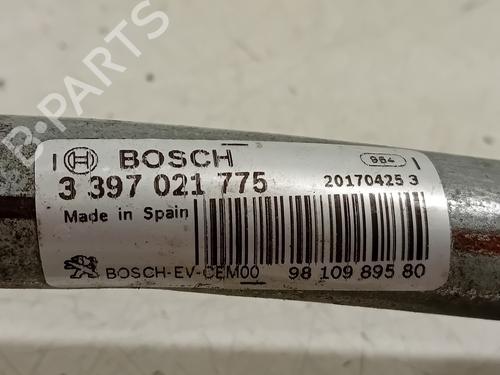 B-PARTS
BOSCH
984
3 397 021 775
20170425 3
Made in Spain
BOSCH-EV-CEM00
98 109 895 80